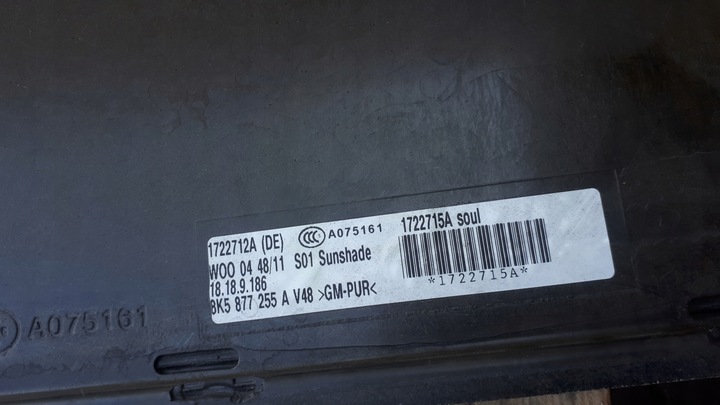 1722712A (DE) CCC A075161 1722715A soul
WOO 04 48/11 S01 Sunshade
18.18.9.186
8K5 877 255 A V48 >GM-PUR<
*1722715A*
A075161